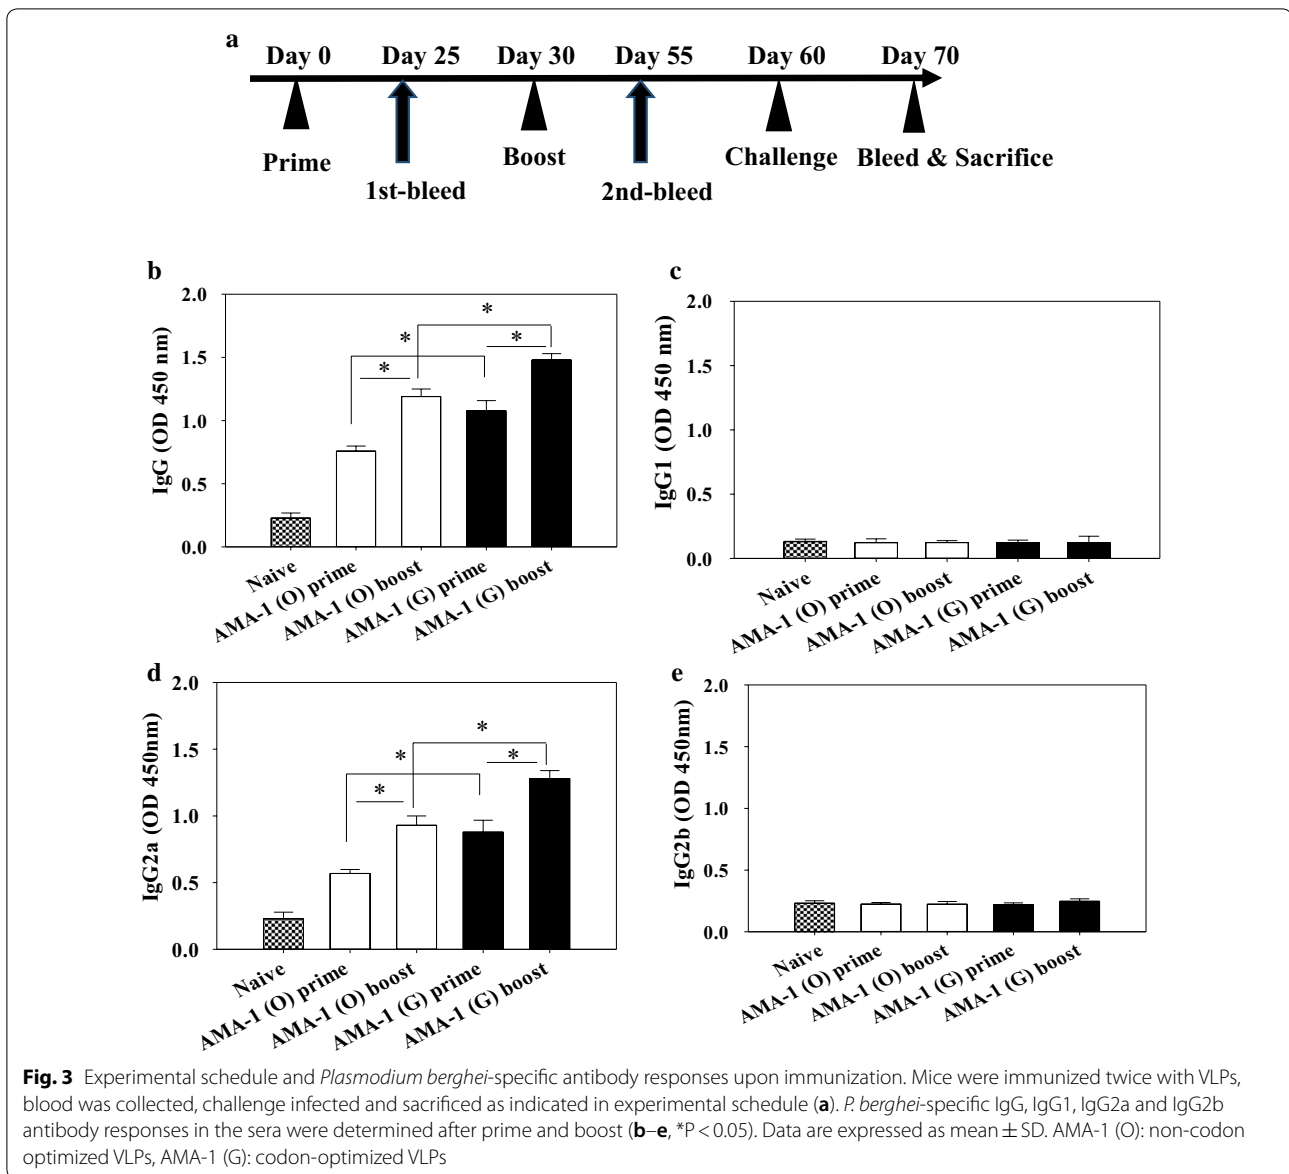 a
Day 0 Day 25 Day 30 Day 55 Day 60 Day 70
Prime Boost Challenge Bleed & Sacrifice
1st-bleed 2nd-bleed
b
IgG (OD 450 nm)
2.0
1.5
1.0
0.5
0.0
*
*
*
*
Naive
AMA-1 (O) prime
AMA-1 (O) boost
AMA-1 (G) prime
AMA-1 (G) boost
c
IgG1 (OD 450 nm)
2.0
1.5
1.0
0.5
0.0
Naive
AMA-1 (O) prime
AMA-1 (O) boost
AMA-1 (G) prime
AMA-1 (G) boost
d
IgG2a (OD 450nm)
2.0
1.5
1.0
0.5
0.0
*
*
*
*
Naive
AMA-1 (O) prime
AMA-1 (O) boost
AMA-1 (G) prime
AMA-1 (G) boost
e
IgG2b (OD 450nm)
2.0
1.5
1.0
0.5
0.0
Naive
AMA-1 (O) prime
AMA-1 (O) boost
AMA-1 (G) prime
AMA-1 (G) boost
Fig. 3 Experimental schedule and Plasmodium berghei-specific antibody responses upon immunization. Mice were immunized twice with VLPs,
blood was collected, challenge infected and sacrificed as indicated in experimental schedule (a). P. berghei-specific IgG, IgG1, IgG2a and IgG2b
antibody responses in the sera were determined after prime and boost (b–e, *P < 0.05). Data are expressed as mean ± SD. AMA-1 (O): non-codon
optimized VLPs, AMA-1 (G): codon-optimized VLPs